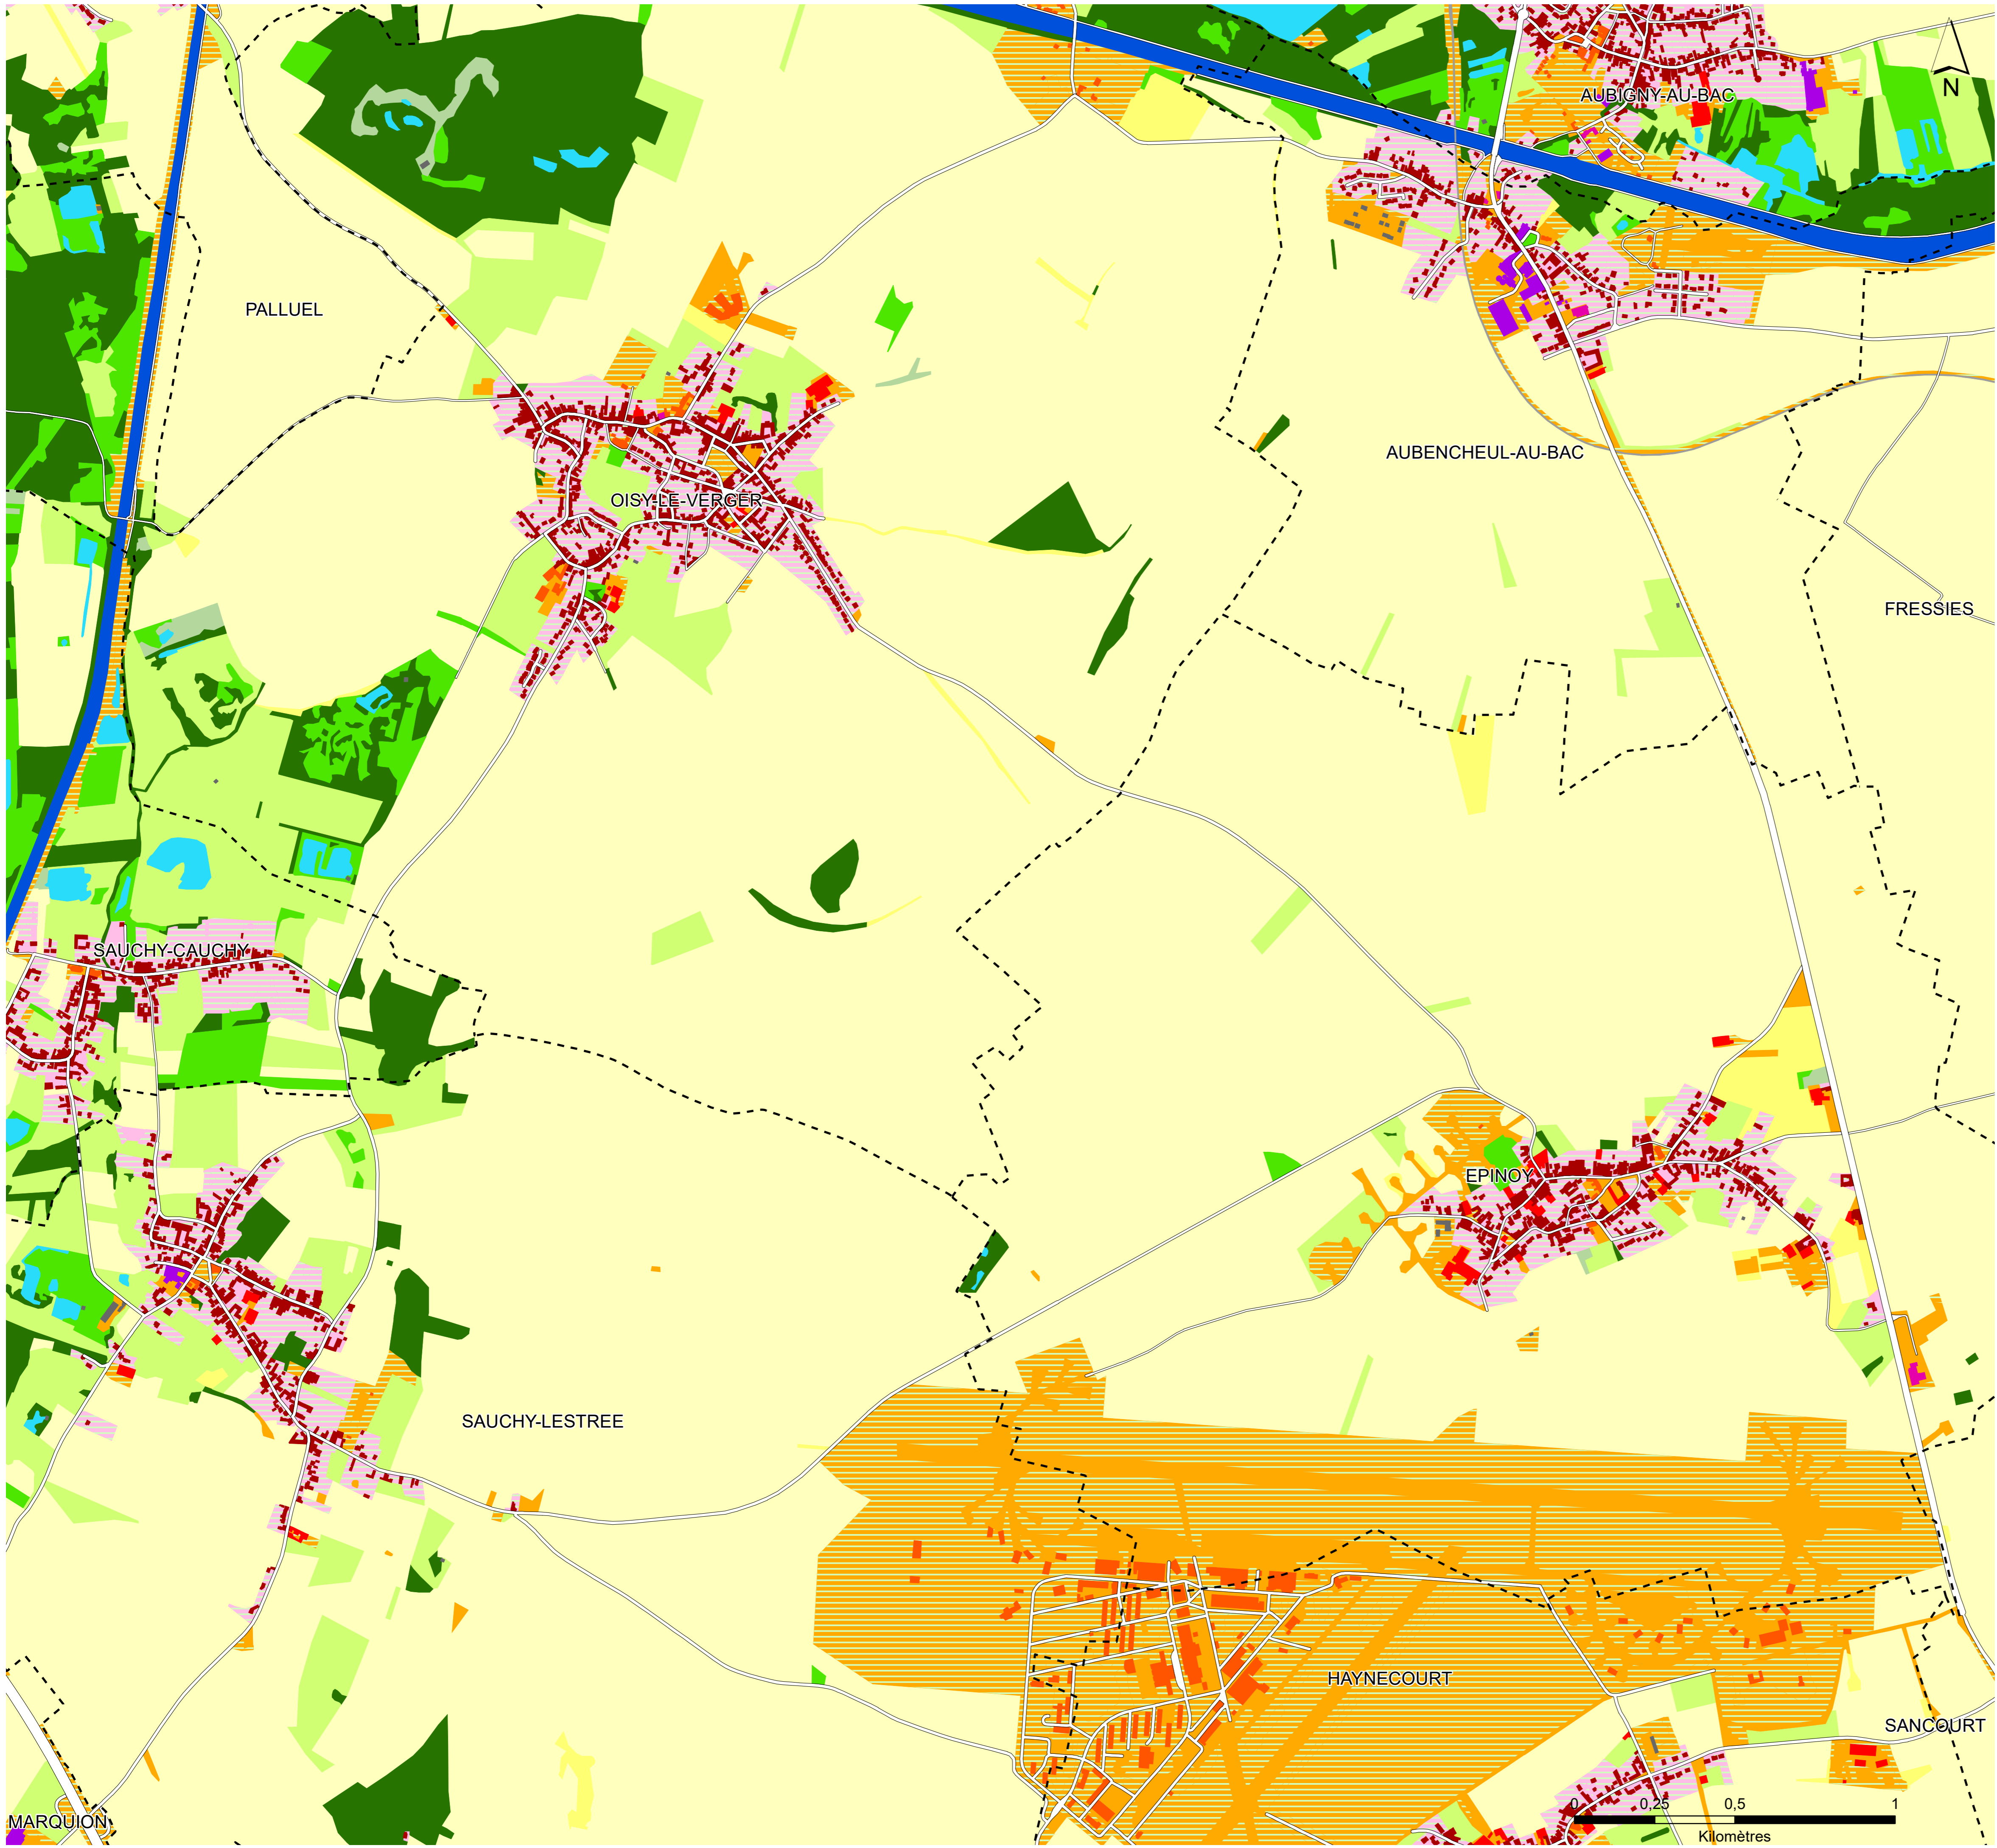 AUBIGNY-AU-BAC
N
PALLUEL
AUBENCHEUL-AU-BAC
OISY-LE-VERGER
FRESSIES
SAUCHY-CAUCHY
EPINOY
SAUCHY-LESTREE
HAYNECOURT
SANCOURT
0 0,25 0,5 1
MARQUION
Kilomètres